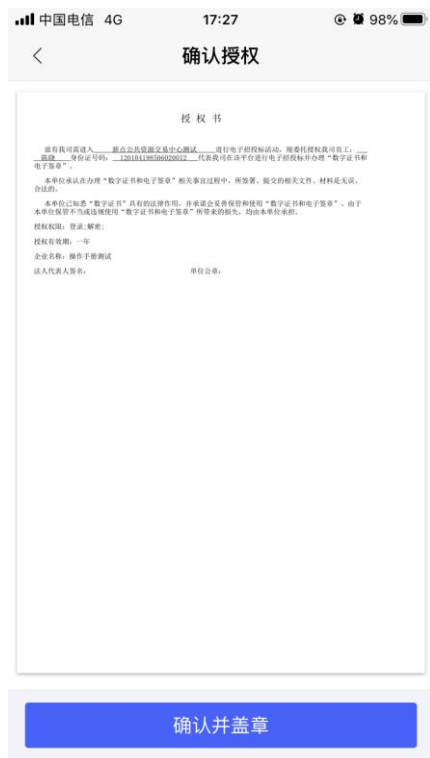 中国电信 4G 17:27 98%
确认授权
授 权 书
兹有我司需进入 新点公共资源交易中心测试 进行电子招投标活动,现委托授权我司员工:
陈晓 身份证号码: 120104198506020012 代表我司在该平台进行电子招投标并办理“数字证书和
电子签章”。
本单位承认在办理“数字证书和电子签章”相关事宜过程中,所签署、提交的相关文件、材料是无误、
合法的。
本单位已知悉“数字证书”具有的法律作用,并承诺会妥善保管和使用“数字证书和电子签章”。由于
本单位保管不当或违规使用“数字证书和电子签章”所带来的损失,均由本单位承担。
授权权限:登录;解密;
授权有效期:一年
企业名称:操作手册测试
法人代表人签名: 单位公章:
确认并盖章